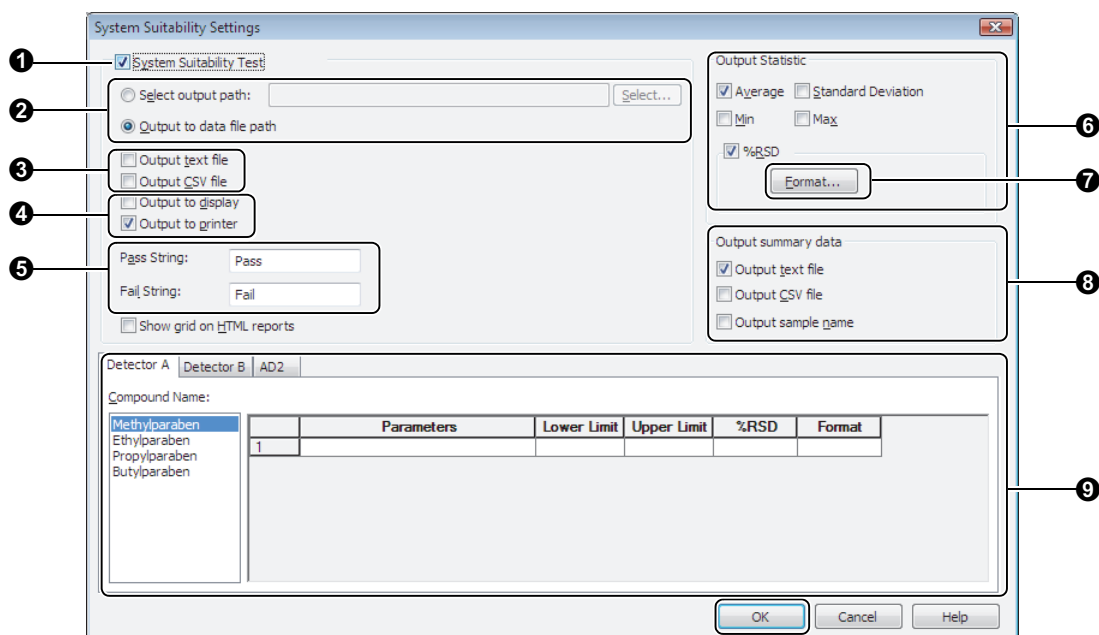 System Suitability Settings
1
System Suitability Test
2
Select output path:
Select...
Output to data file path
3
Output text file
Output CSV file
4
Output to display
Output to printer
5
Pass String:
Pass
Fail String:
Fail
Show grid on HTML reports
Output Statistic
Average
Standard Deviation
Min
Max
6
%RSD
Format...
7
Output summary data
Output text file
Output CSV file
Output sample name
8
Detector A
Detector B
AD2
Compound Name:
Methylparaben
Ethylparaben
Propylparaben
Butylparaben
Parameters
Lower Limit
Upper Limit
%RSD
Format
1
9
OK
Cancel
Help